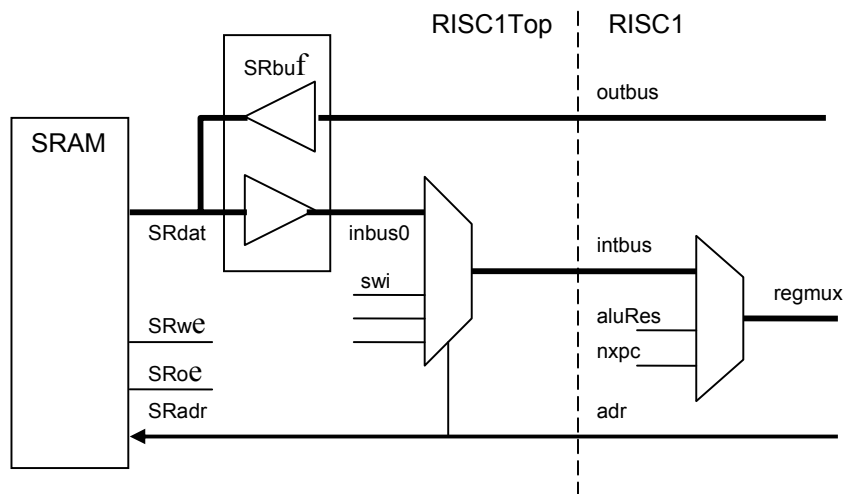 RISC1Top
RISC1
SRbuf
outbus
SRAM
SRdat
inbus0
intbus
swi
regmux
aluRes
SRwe
nxpc
SRoe
SRadr
adr